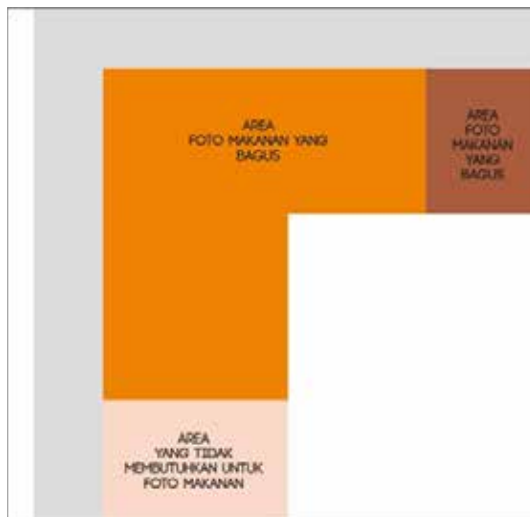 AREA
FOTO MAKANAN YANG
BAGUS
AREA
FOTO
MAKANAN
YANG
BAGUS
AREA
YANG TIDAK
MEMBUTUHKAN UNTUK
FOTO MAKANAN